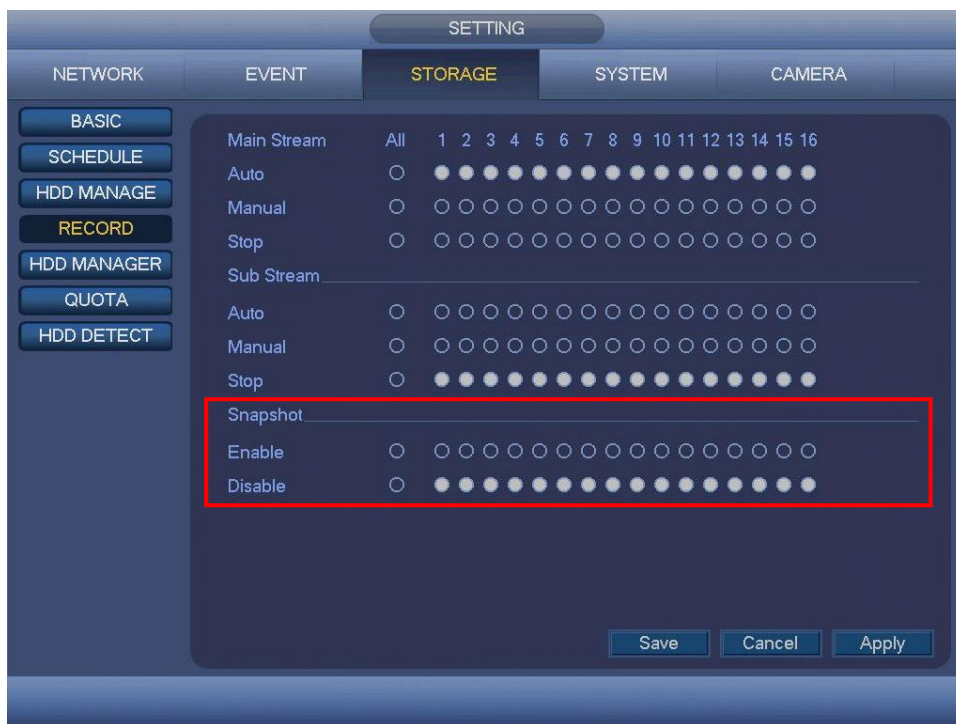 SETTING
NETWORK EVENT STORAGE SYSTEM CAMERA
BASIC
SCHEDULE
HDD MANAGE
RECORD
HDD MANAGER
QUOTA
HDD DETECT
Main Stream All 1 2 3 4 5 6 7 8 9 10 11 12 13 14 15 16
Auto
Manual
Stop
Sub Stream
Auto
Manual
Stop
Snapshot
Enable
Disable
Save Cancel Apply